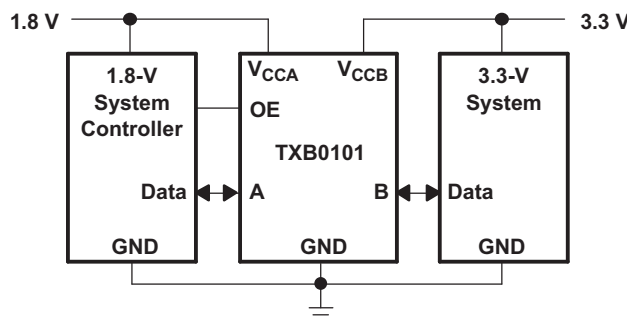 1.8 V
3.3 V
1.8-V
System
Controller
Data
GND
VCCA
VCCB
OE
TXB0101
A
B
GND
3.3-V
System
Data
GND